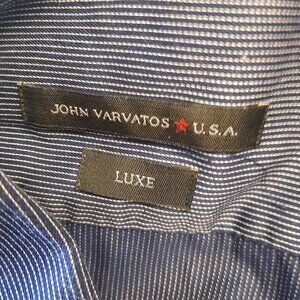 JOHN VARVATOS ★ U.S.A.
LUXE